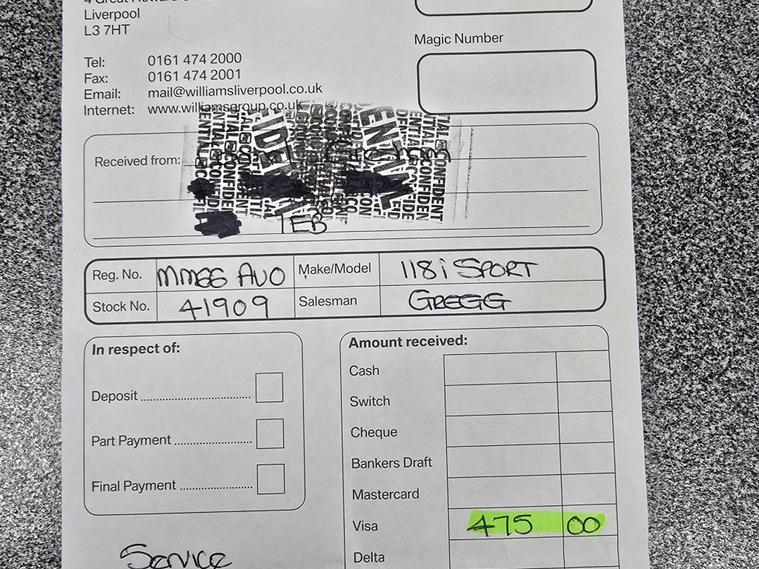 Liverpool
L3 7HT
Magic Number
Tel: 0161 474 2000
Fax: 0161 474 2001
Email: mail@williamsliverpool.co.uk
Internet: www.williamsgroup.co.uk
Received from:
CONFIDENTIAL
TEB
Reg. No. MM66 AVO Make/Model 118i SPORT
Stock No. 41909 Salesman GREGG
In respect of:
Deposit
Part Payment
Final Payment
Service
Amount received:
Cash
Switch
Cheque
Bankers Draft
Mastercard
Visa 475 00
Delta